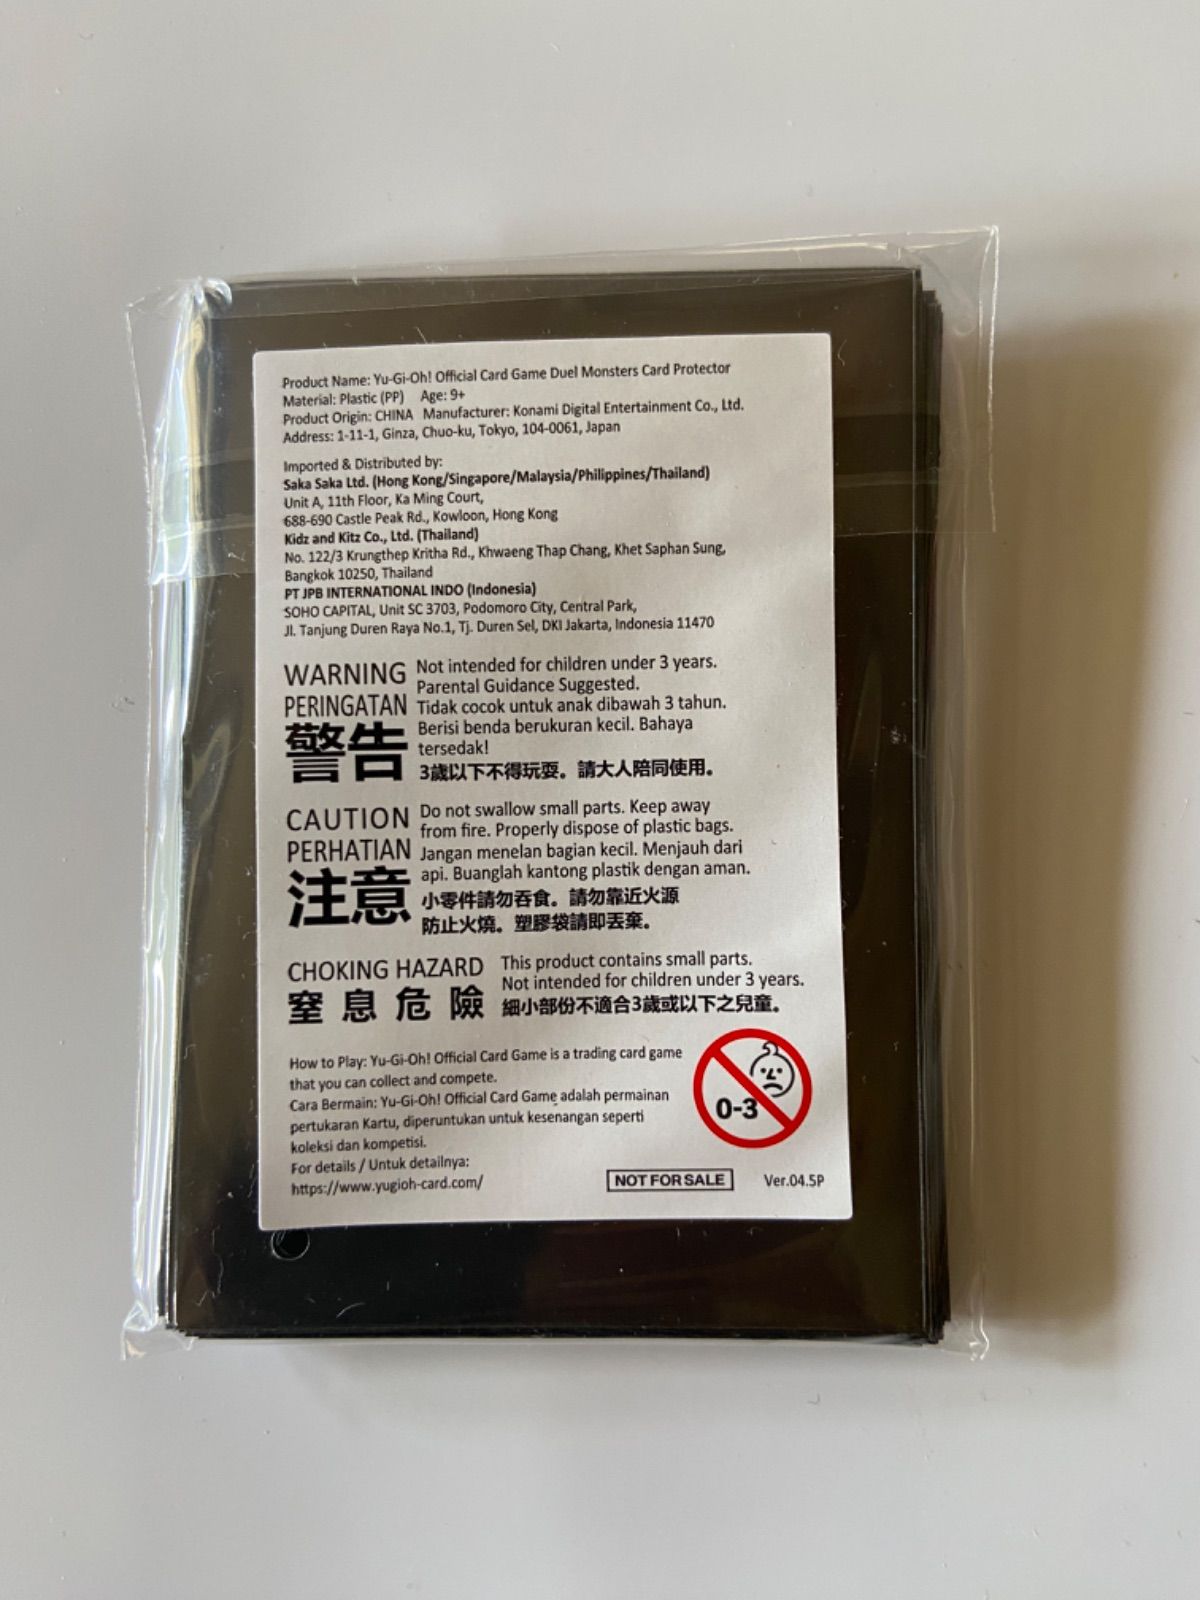 Product Name: Yu-Gi-Oh! Official Card Game Duel Monsters Card Protector
Material: Plastic (PP) Age: 9+
Product Origin: CHINA Manufacturer: Konami Digital Entertainment Co., Ltd.
Address: 1-11-1, Ginza, Chuo-ku, Tokyo, 104-0061, Japan
Imported & Distributed by:
Saka Saka Ltd. (Hong Kong/Singapore/Malaysia/Philippines/Thailand)
Unit A, 11th Floor, Ka Ming Court,
688-690 Castle Peak Rd., Kowloon, Hong Kong
Kidz and Kitz Co., Ltd. (Thailand)
No. 122/3 Krungthep Kritha Rd., Khwaeng Thap Chang, Khet Saphan Sung,
Bangkok 10250, Thailand
PT JPB INTERNATIONAL INDO (Indonesia)
SOHO CAPITAL, Unit SC 3703, Podomoro City, Central Park,
Jl. Tanjung Duren Raya No.1, Tj. Duren Sel, DKI Jakarta, Indonesia 11470
WARNING
PERINGATAN
警告
Not intended for children under 3 years.
Parental Guidance Suggested.
Tidak cocok untuk anak dibawah 3 tahun.
Berisi benda berukuran kecil. Bahaya
tersedak!
3歲以下不得玩耍。請大人陪同使用。
CAUTION
PERHATIAN
注意
Do not swallow small parts. Keep away
from fire. Properly dispose of plastic bags.
Jangan menelan bagian kecil. Menjauh dari
api. Buanglah kantong plastik dengan aman.
小零件請勿吞食。請勿靠近火源
防止火燒。塑膠袋請即丟棄。
CHOKING HAZARD
窒息危險
This product contains small parts.
Not intended for children under 3 years.
細小部份不適合3歲或以下之兒童。
How to Play: Yu-Gi-Oh! Official Card Game is a trading card game
that you can collect and compete.
Cara Bermain: Yu-Gi-Oh! Official Card Game adalah permainan
pertukaran Kartu, diperuntukan untuk kesenangan seperti
koleksi dan kompetisi.
For details / Untuk detailnya:
https://www.yugioh-card.com/
0-3
NOT FOR SALE
Ver.04.5P